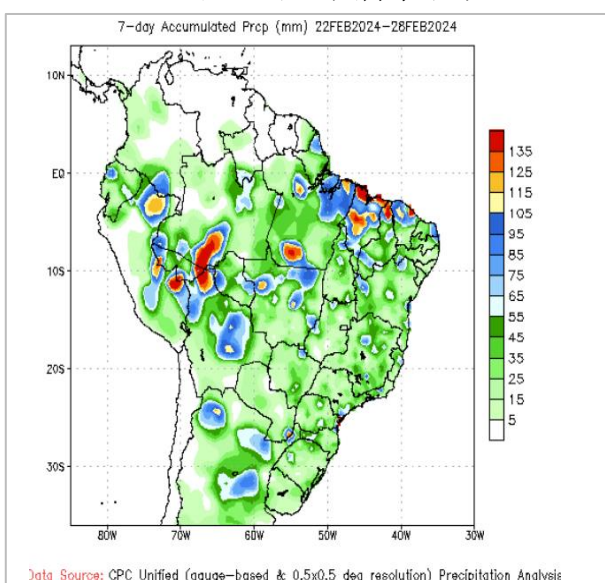 7-day Accumulated Prcp (mm) 22FEB2024-28FEB2024
10N
EQ
10S
20S
30S
80W 70W 60W 50W 40W 30W
135
125
115
105
95
85
75
65
55
45
35
25
15
5
Data Source: CPC Unified (gauge-based & 0.5x0.5 deg resolution) Precipitation Analysis